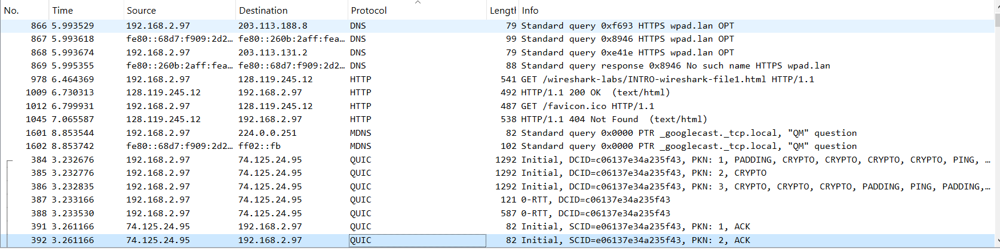 No. Time Source Destination Protocol Length Info
866 5.993529 192.168.2.97 203.113.188.8 DNS 79 Standard query 0xf693 HTTPS wpad.lan OPT
867 5.993618 fe80::68d7:f909:2d2… fe80::260b:2aff:fea… DNS 99 Standard query 0x8946 HTTPS wpad.lan OPT
868 5.993674 192.168.2.97 203.113.131.2 DNS 79 Standard query 0xe41e HTTPS wpad.lan OPT
869 5.995355 fe80::260b:2aff:fea… fe80::68d7:f909:2d2… DNS 88 Standard query response 0x8946 No such name HTTPS wpad.lan
978 6.464369 192.168.2.97 128.119.245.12 HTTP 541 GET /wireshark-labs/INTRO-wireshark-file1.html HTTP/1.1
1009 6.730313 128.119.245.12 192.168.2.97 HTTP 492 HTTP/1.1 200 OK (text/html)
1012 6.799931 192.168.2.97 128.119.245.12 HTTP 487 GET /favicon.ico HTTP/1.1
1045 7.065587 128.119.245.12 192.168.2.97 HTTP 538 HTTP/1.1 404 Not Found (text/html)
1601 8.853544 192.168.2.97 224.0.0.251 MDNS 82 Standard query 0x0000 PTR _googlecast._tcp.local, "QM" question
1602 8.853742 fe80::68d7:f909:2d2… ff02::fb MDNS 102 Standard query 0x0000 PTR _googlecast._tcp.local, "QM" question
384 3.232676 192.168.2.97 74.125.24.95 QUIC 1292 Initial, DCID=c06137e34a235f43, PKN: 1, PADDING, CRYPTO, CRYPTO, CRYPTO, CRYPTO, PING, …
385 3.232776 192.168.2.97 74.125.24.95 QUIC 1292 Initial, DCID=c06137e34a235f43, PKN: 2, CRYPTO
386 3.232835 192.168.2.97 74.125.24.95 QUIC 1292 Initial, DCID=c06137e34a235f43, PKN: 3, CRYPTO, CRYPTO, CRYPTO, PADDING, PING, PADDING,…
387 3.233166 192.168.2.97 74.125.24.95 QUIC 121 0-RTT, DCID=c06137e34a235f43
388 3.233530 192.168.2.97 74.125.24.95 QUIC 587 0-RTT, DCID=c06137e34a235f43
391 3.261166 74.125.24.95 192.168.2.97 QUIC 82 Initial, SCID=e06137e34a235f43, PKN: 1, ACK
392 3.261166 74.125.24.95 192.168.2.97 QUIC 82 Initial, SCID=e06137e34a235f43, PKN: 2, ACK